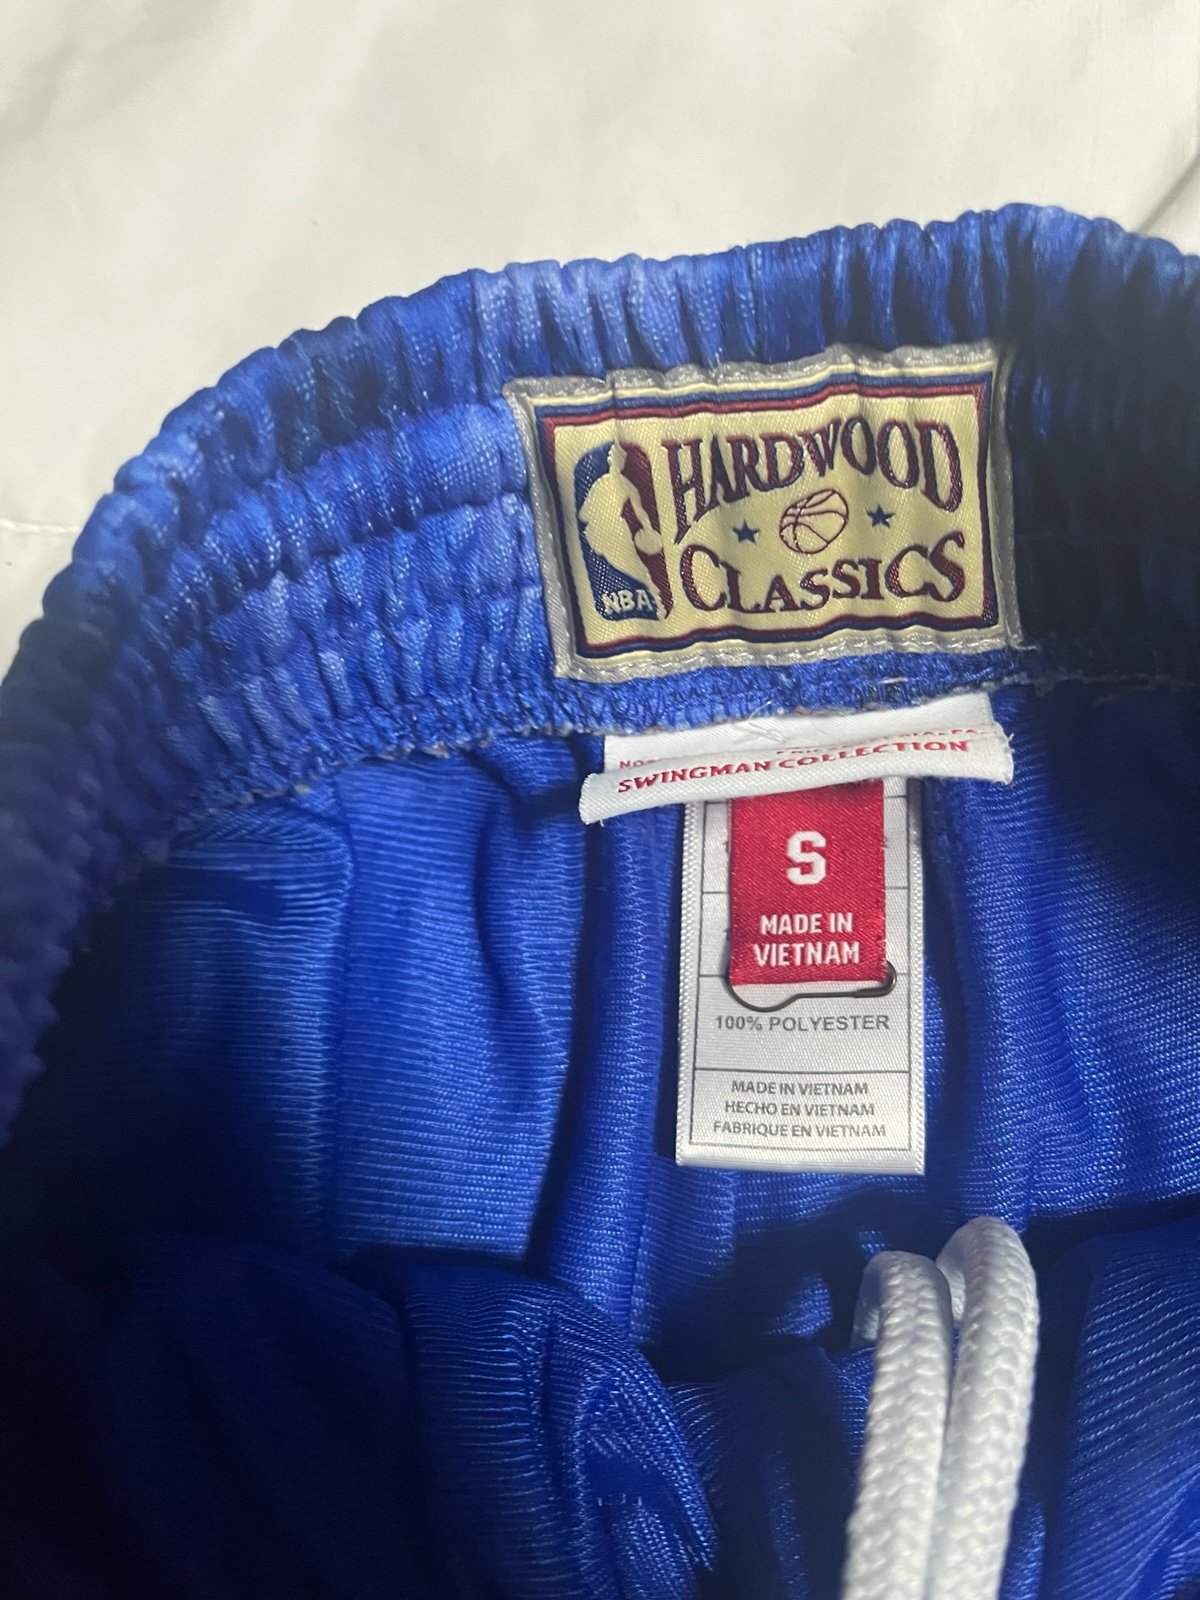 HARDWOOD
CLASSICS
NBA
SWINGMAN COLLECTION
S
MADE IN
VIETNAM
100% POLYESTER
MADE IN VIETNAM
HECHO EN VIETNAM
FABRIQUE EN VIETNAM